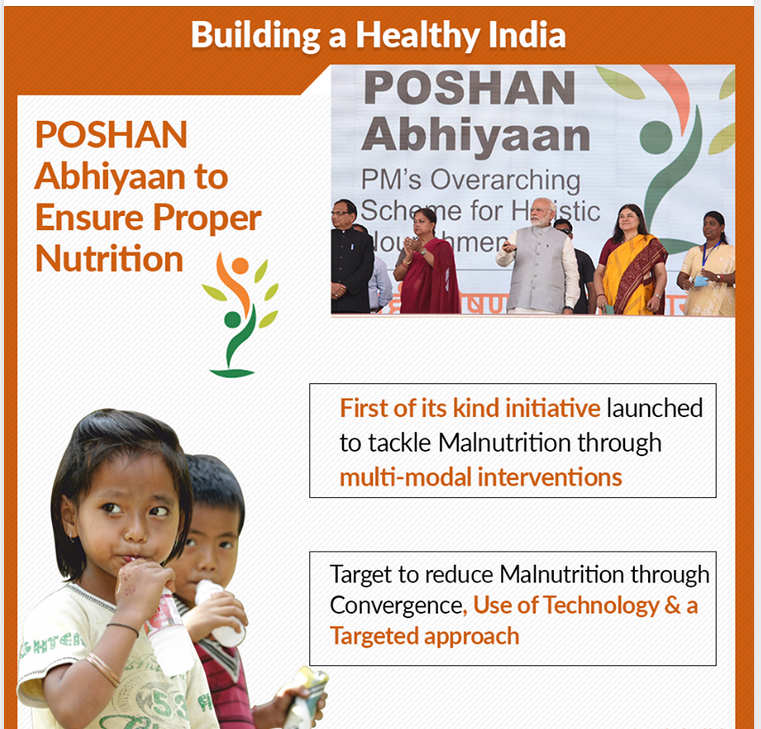 Building a Healthy India
POSHAN
Abhiyaan to
Ensure Proper
Nutrition
POSHAN
Abhiyaan
PM's Overarching
Scheme for Holistic
First of its kind initiative launched
to tackle Malnutrition through
multi-modal interventions
Target to reduce Malnutrition through
Convergence, Use of Technology & a
Targeted approach
53